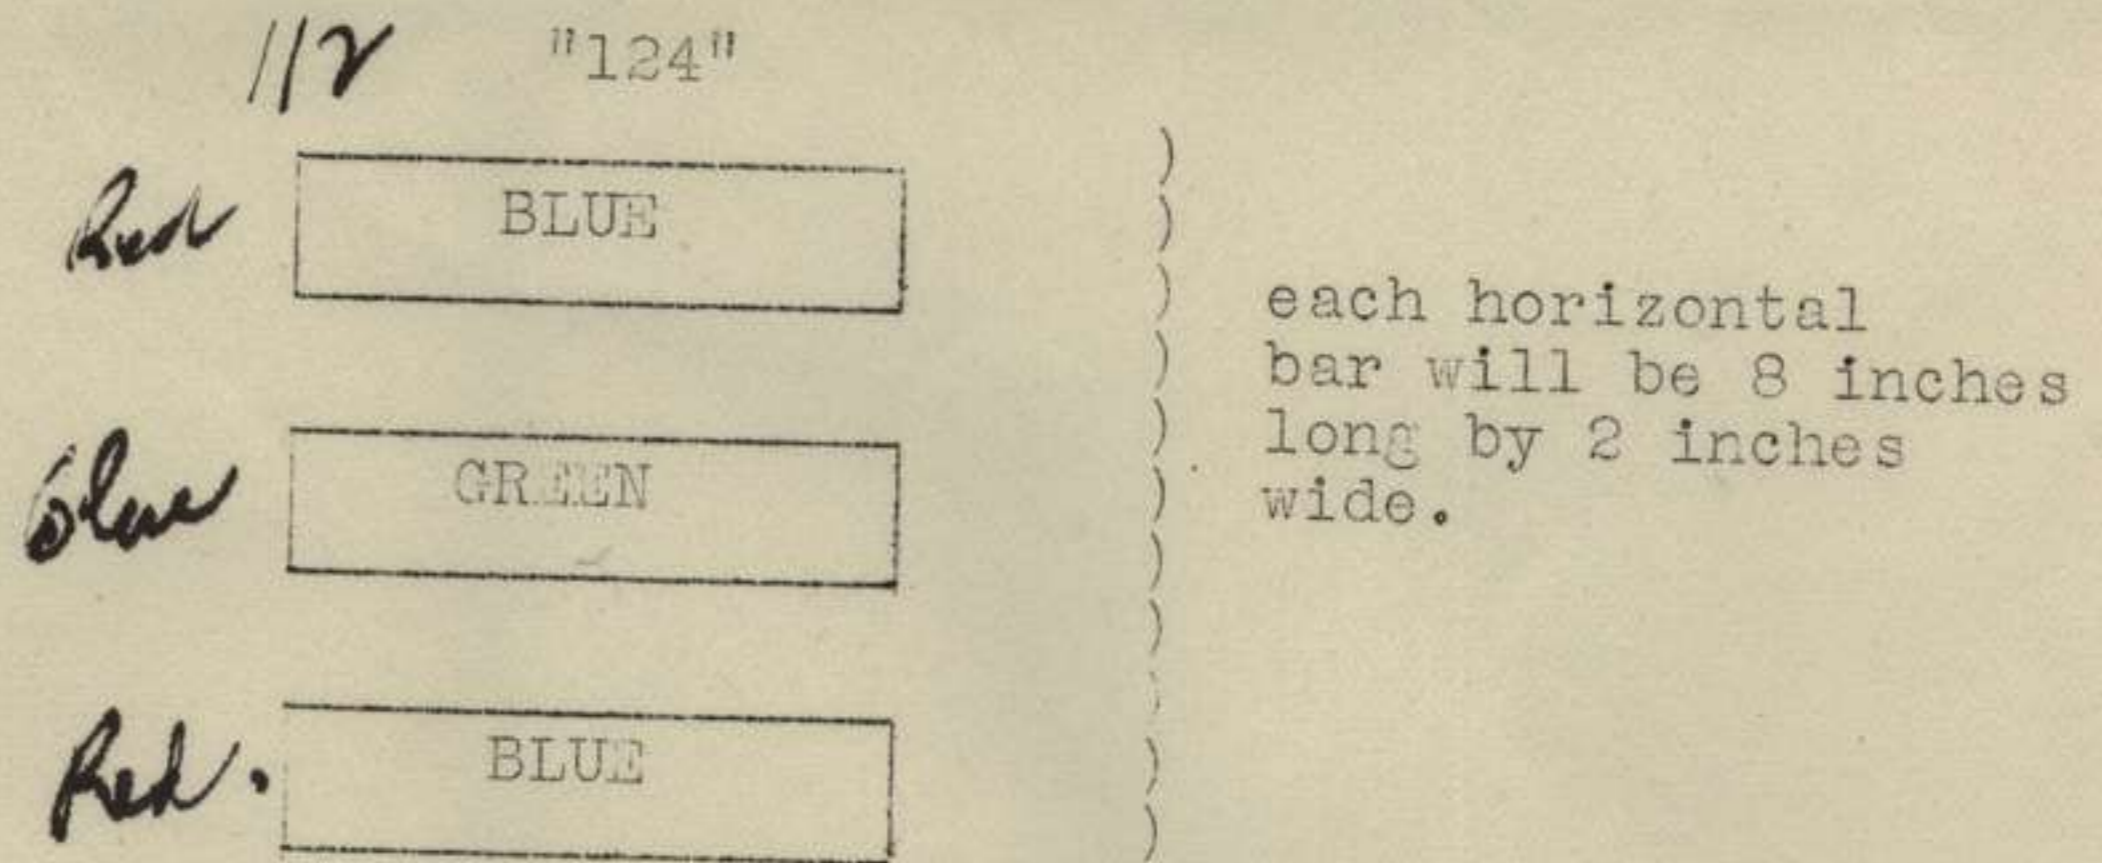 112 "124"
Red BLUE
each horizontal
bar will be 8 inches
long by 2 inches
wide.
Blue GREEN
Red. BLUE